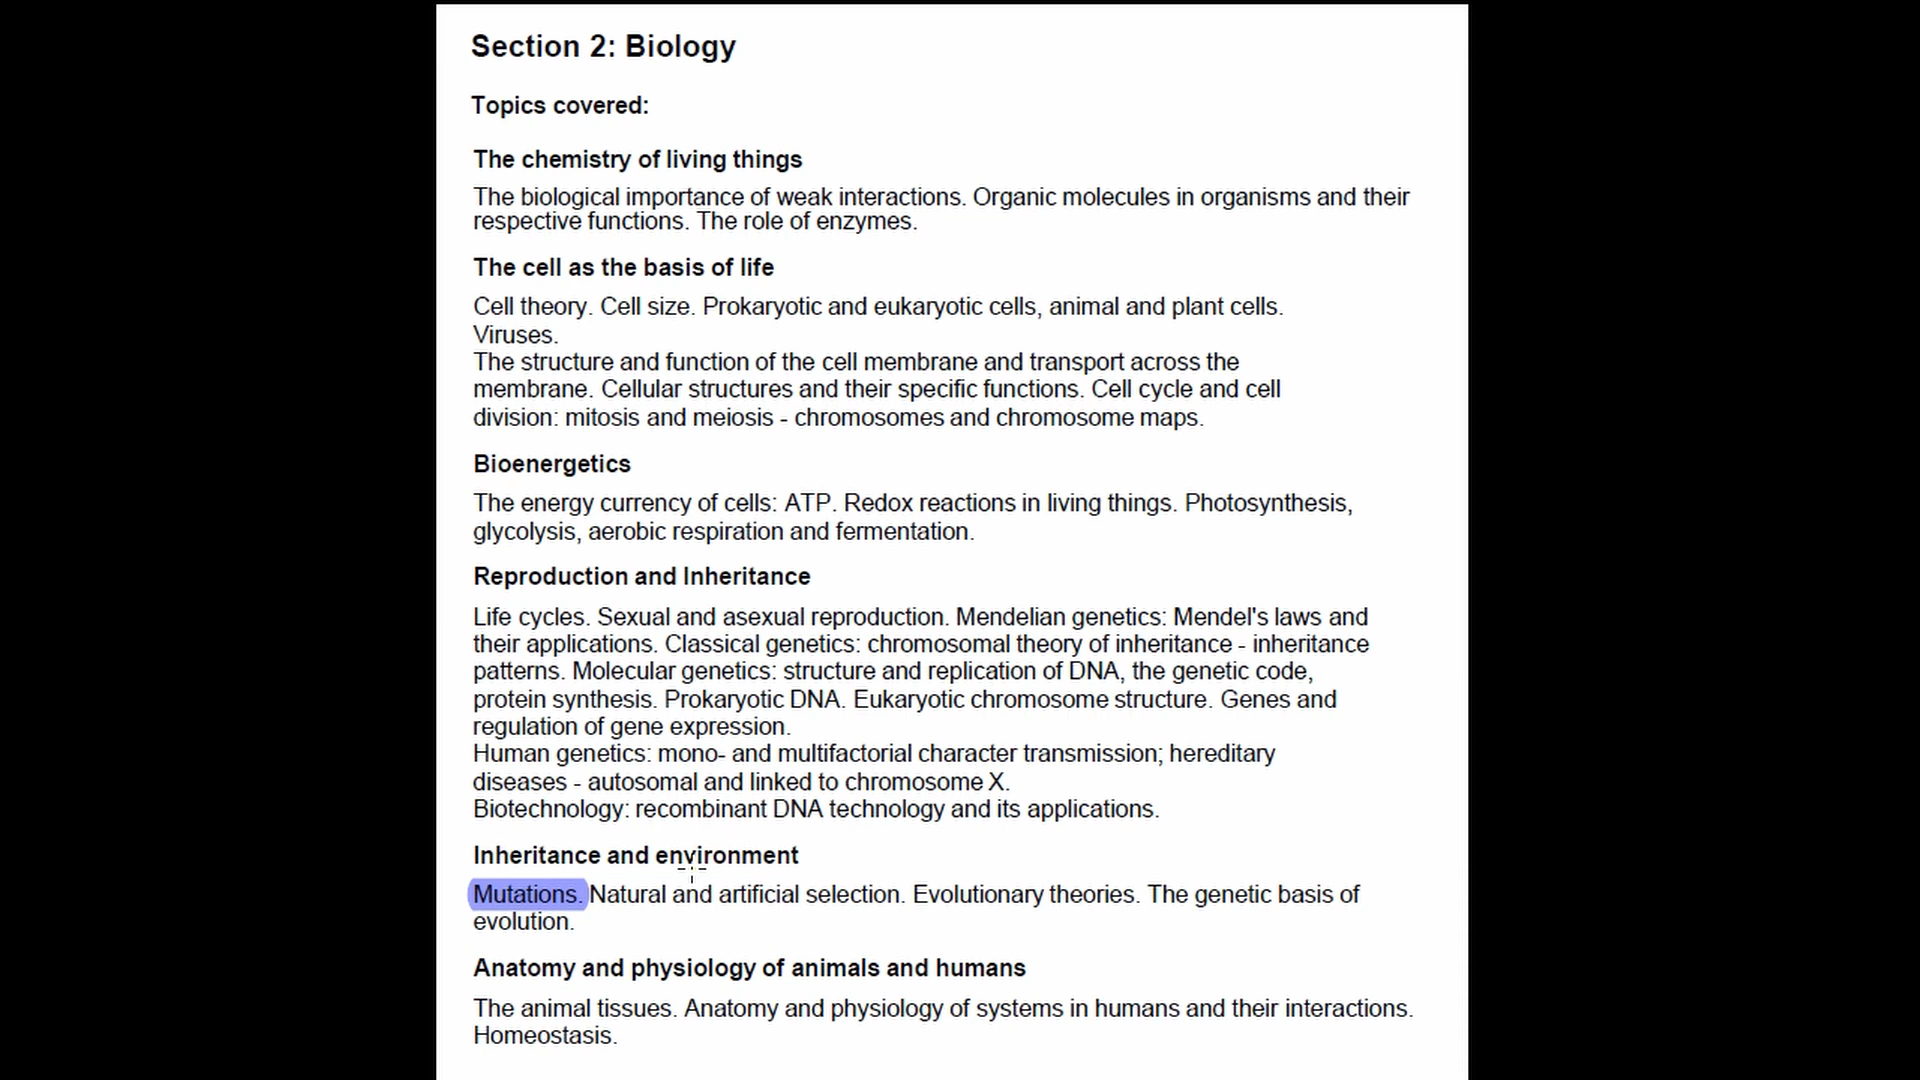 Section 2: Biology
Topics covered:
The chemistry of living things
The biological importance of weak interactions. Organic molecules in organisms and their
respective functions. The role of enzymes.
The cell as the basis of life
Cell theory. Cell size. Prokaryotic and eukaryotic cells, animal and plant cells.
Viruses.
The structure and function of the cell membrane and transport across the
membrane. Cellular structures and their specific functions. Cell cycle and cell
division: mitosis and meiosis - chromosomes and chromosome maps.
Bioenergetics
The energy currency of cells: ATP. Redox reactions in living things. Photosynthesis,
glycolysis, aerobic respiration and fermentation.
Reproduction and Inheritance
Life cycles. Sexual and asexual reproduction. Mendelian genetics: Mendel's laws and
their applications. Classical genetics: chromosomal theory of inheritance - inheritance
patterns. Molecular genetics: structure and replication of DNA, the genetic code,
protein synthesis. Prokaryotic DNA. Eukaryotic chromosome structure. Genes and
regulation of gene expression.
Human genetics: mono- and multifactorial character transmission; hereditary
diseases - autosomal and linked to chromosome X.
Biotechnology: recombinant DNA technology and its applications.
Inheritance and environment
Mutations. Natural and artificial selection. Evolutionary theories. The genetic basis of
evolution.
Anatomy and physiology of animals and humans
The animal tissues. Anatomy and physiology of systems in humans and their interactions.
Homeostasis.